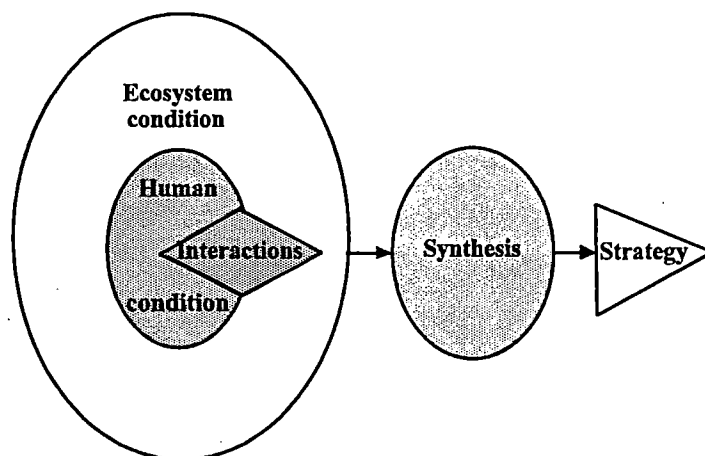 Ecosystem
condition
Human
Interactions
condition
Synthesis
Strategy